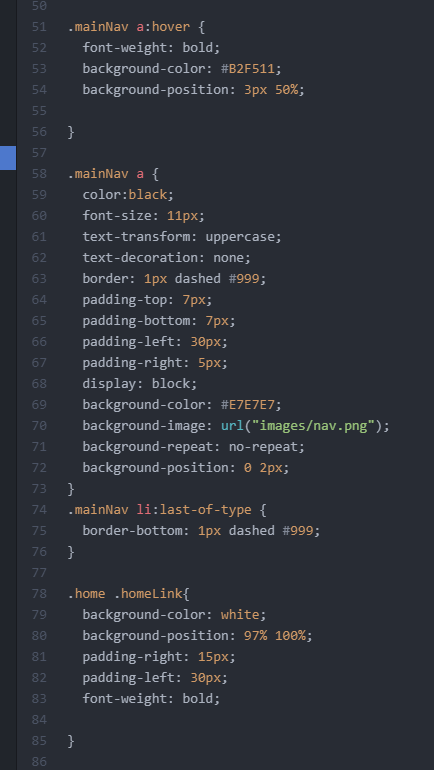 50
51 .mainNav a:hover {
52 font-weight: bold;
53 background-color: #B2F511;
54 background-position: 3px 50%;
55
56 }
57
58 .mainNav a {
59 color:black;
60 font-size: 11px;
61 text-transform: uppercase;
62 text-decoration: none;
63 border: 1px dashed #999;
64 padding-top: 7px;
65 padding-bottom: 7px;
66 padding-left: 30px;
67 padding-right: 5px;
68 display: block;
69 background-color: #E7E7E7;
70 background-image: url("images/nav.png");
71 background-repeat: no-repeat;
72 background-position: 0 2px;
73 }
74 .mainNav li:last-of-type {
75 border-bottom: 1px dashed #999;
76 }
77
78 .home .homeLink{
79 background-color: white;
80 background-position: 97% 100%;
81 padding-right: 15px;
82 padding-left: 30px;
83 font-weight: bold;
84
85 }
86